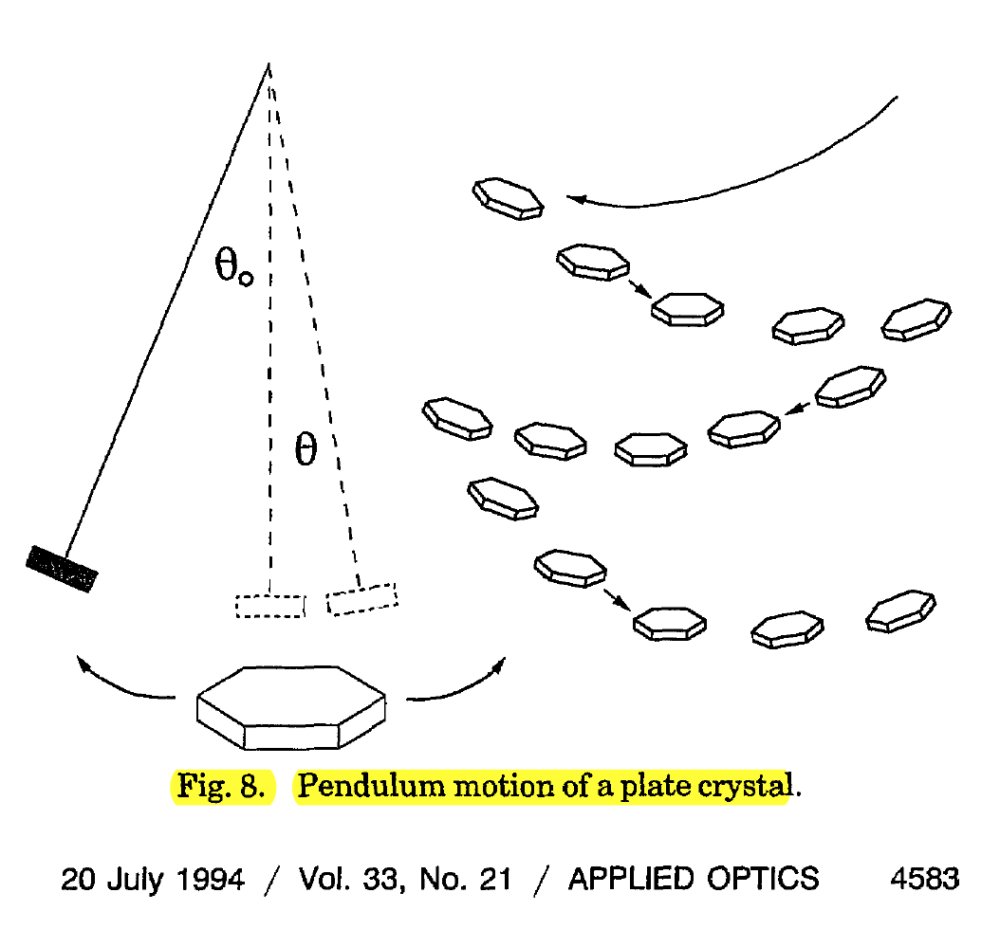 θₒ
θ
Fig. 8. Pendulum motion of a plate crystal.
20 July 1994 / Vol. 33, No. 21 / APPLIED OPTICS 4583